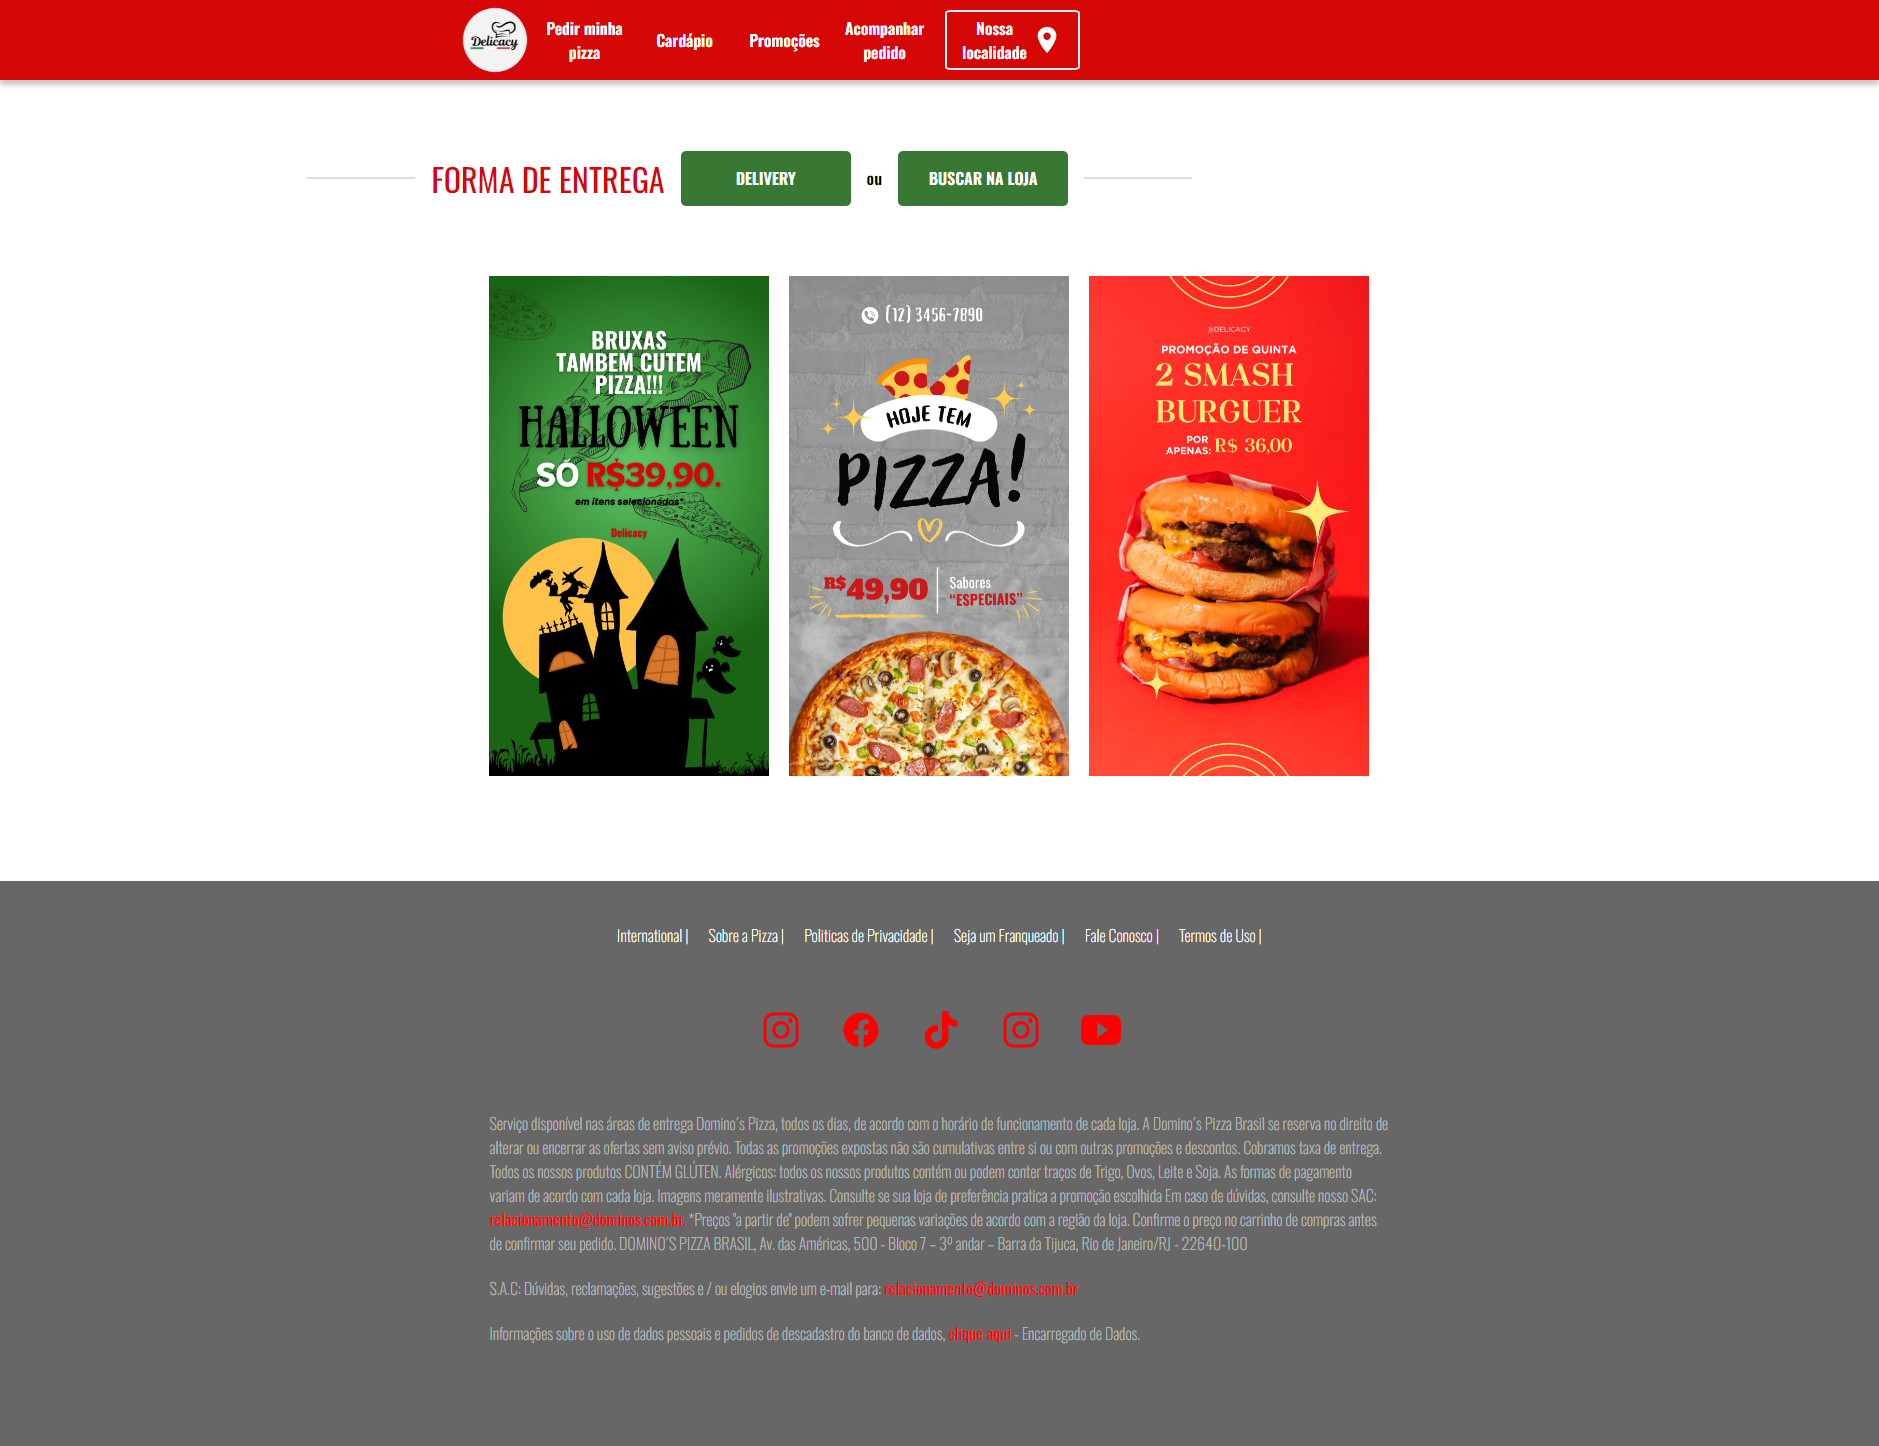 Delicacy
Pedir minha
pizza
Cardápio
Promoções
Acompanhar
pedido
Nossa
localidade
FORMA DE ENTREGA
DELIVERY
ou
BUSCAR NA LOJA
BRUXAS
TAMBEM CUTEM
PIZZA!!!
HALLOWEEN
SÓ R$39,90.
em itens selecionados*
Delicacy
(12) 3456-7890
HOJE TEM
PIZZA!
R$49,90
Sabores
“ESPECIAIS”
@DELICACY
PROMOÇÃO DE QUINTA
2 SMASH
BURGUER
POR
APENAS: R$ 36,00
International |
Sobre a Pizza |
Politicas de Privacidade |
Seja um Franqueado |
Fale Conosco |
Termos de Uso |
Serviço disponível nas áreas de entrega Domino´s Pizza, todos os dias, de acordo com o horário de funcionamento de cada loja. A Domino´s Pizza Brasil se reserva no direito de
alterar ou encerrar as ofertas sem aviso prévio. Todas as promoções expostas não são cumulativas entre si ou com outras promoções e descontos. Cobramos taxa de entrega.
Todos os nossos produtos CONTÉM GLÚTEN. Alérgicos: todos os nossos produtos contém ou podem conter traços de Trigo, Ovos, Leite e Soja. As formas de pagamento
variam de acordo com cada loja. Imagens meramente ilustrativas. Consulte se sua loja de preferência pratica a promoção escolhida Em caso de dúvidas, consulte nosso SAC:
relacionamento@dominos.com.br. *Preços "a partir de" podem sofrer pequenas variações de acordo com a região da loja. Confirme o preço no carrinho de compras antes
de confirmar seu pedido. DOMINO´S PIZZA BRASIL, Av. das Américas, 500 - Bloco 7 – 3º andar – Barra da Tijuca, Rio de Janeiro/RJ - 22640-100
S.A.C: Dúvidas, reclamações, sugestões e / ou elogios envie um e-mail para: relacionamento@dominos.com.br
Informações sobre o uso de dados pessoais e pedidos de descadastro do banco de dados, clique aqui - Encarregado de Dados.